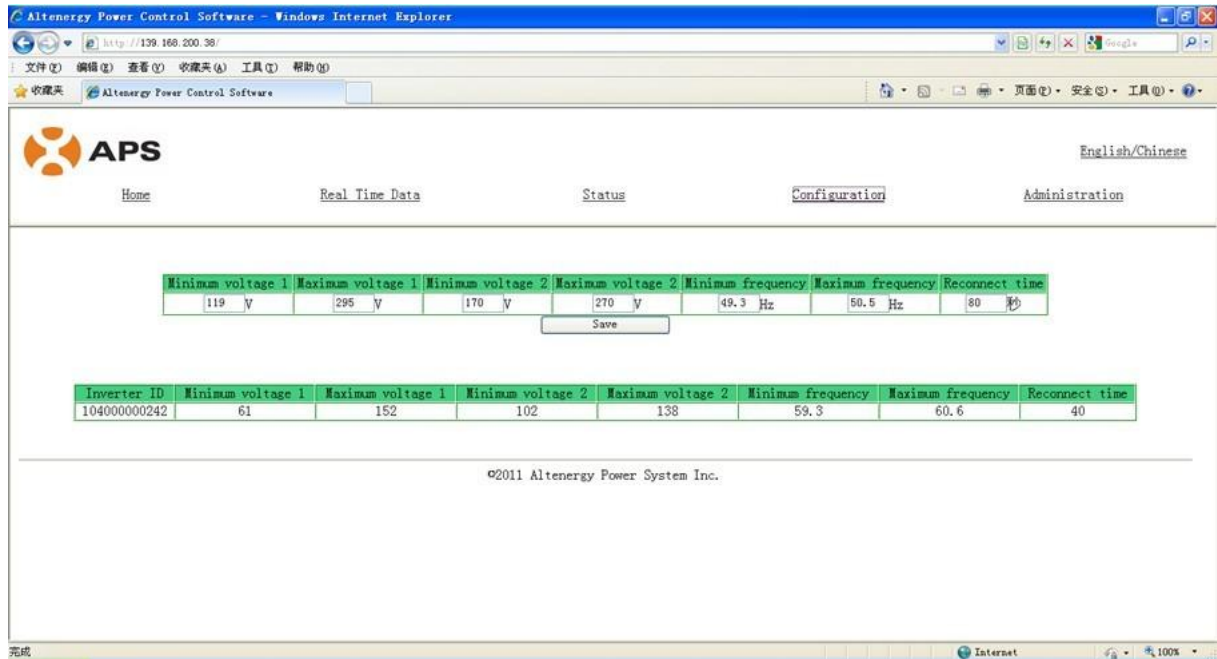 Altenergy Power Control Software - Windows Internet Explorer
http://139.168.200.38/ Google
文件(F) 编辑(E) 查看(V) 收藏夹(A) 工具(T) 帮助(H)
收藏夹 Altenergy Power Control Software 页面(P) 安全(S) 工具(O)
APS
English/Chinese
Home Real Time Data Status Configuration Administration
Minimum voltage 1 Maximum voltage 1 Minimum voltage 2 Maximum voltage 2 Minimum frequency Maximum frequency Reconnect time
119 V 295 V 170 V 270 V 49.3 Hz 50.5 Hz 80 秒
Save
Inverter ID Minimum voltage 1 Maximum voltage 1 Minimum voltage 2 Maximum voltage 2 Minimum frequency Maximum frequency Reconnect time
104000000242 61 152 102 138 59.3 60.6 40
©2011 Altenergy Power System Inc.
完成 Internet 100%